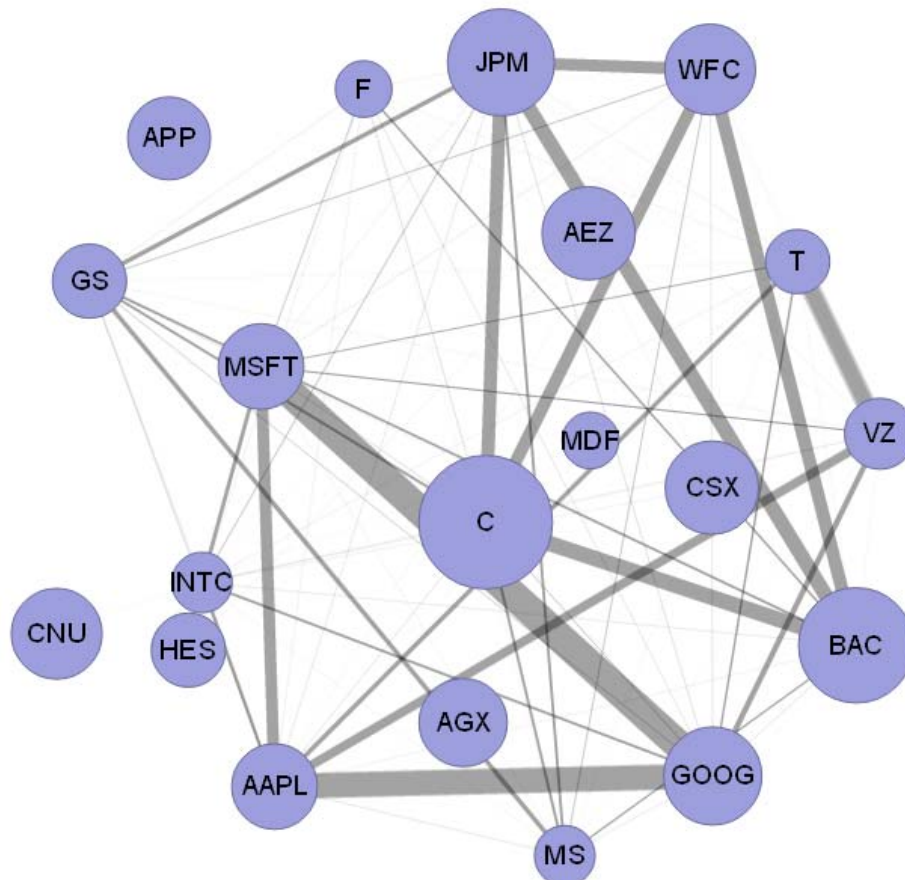 JPM
WFC
F
APP
AEZ
T
GS
MSFT
VZ
MDF
CSX
C
INTC
CNU
HES
BAC
AGX
GOOG
AAPL
MS